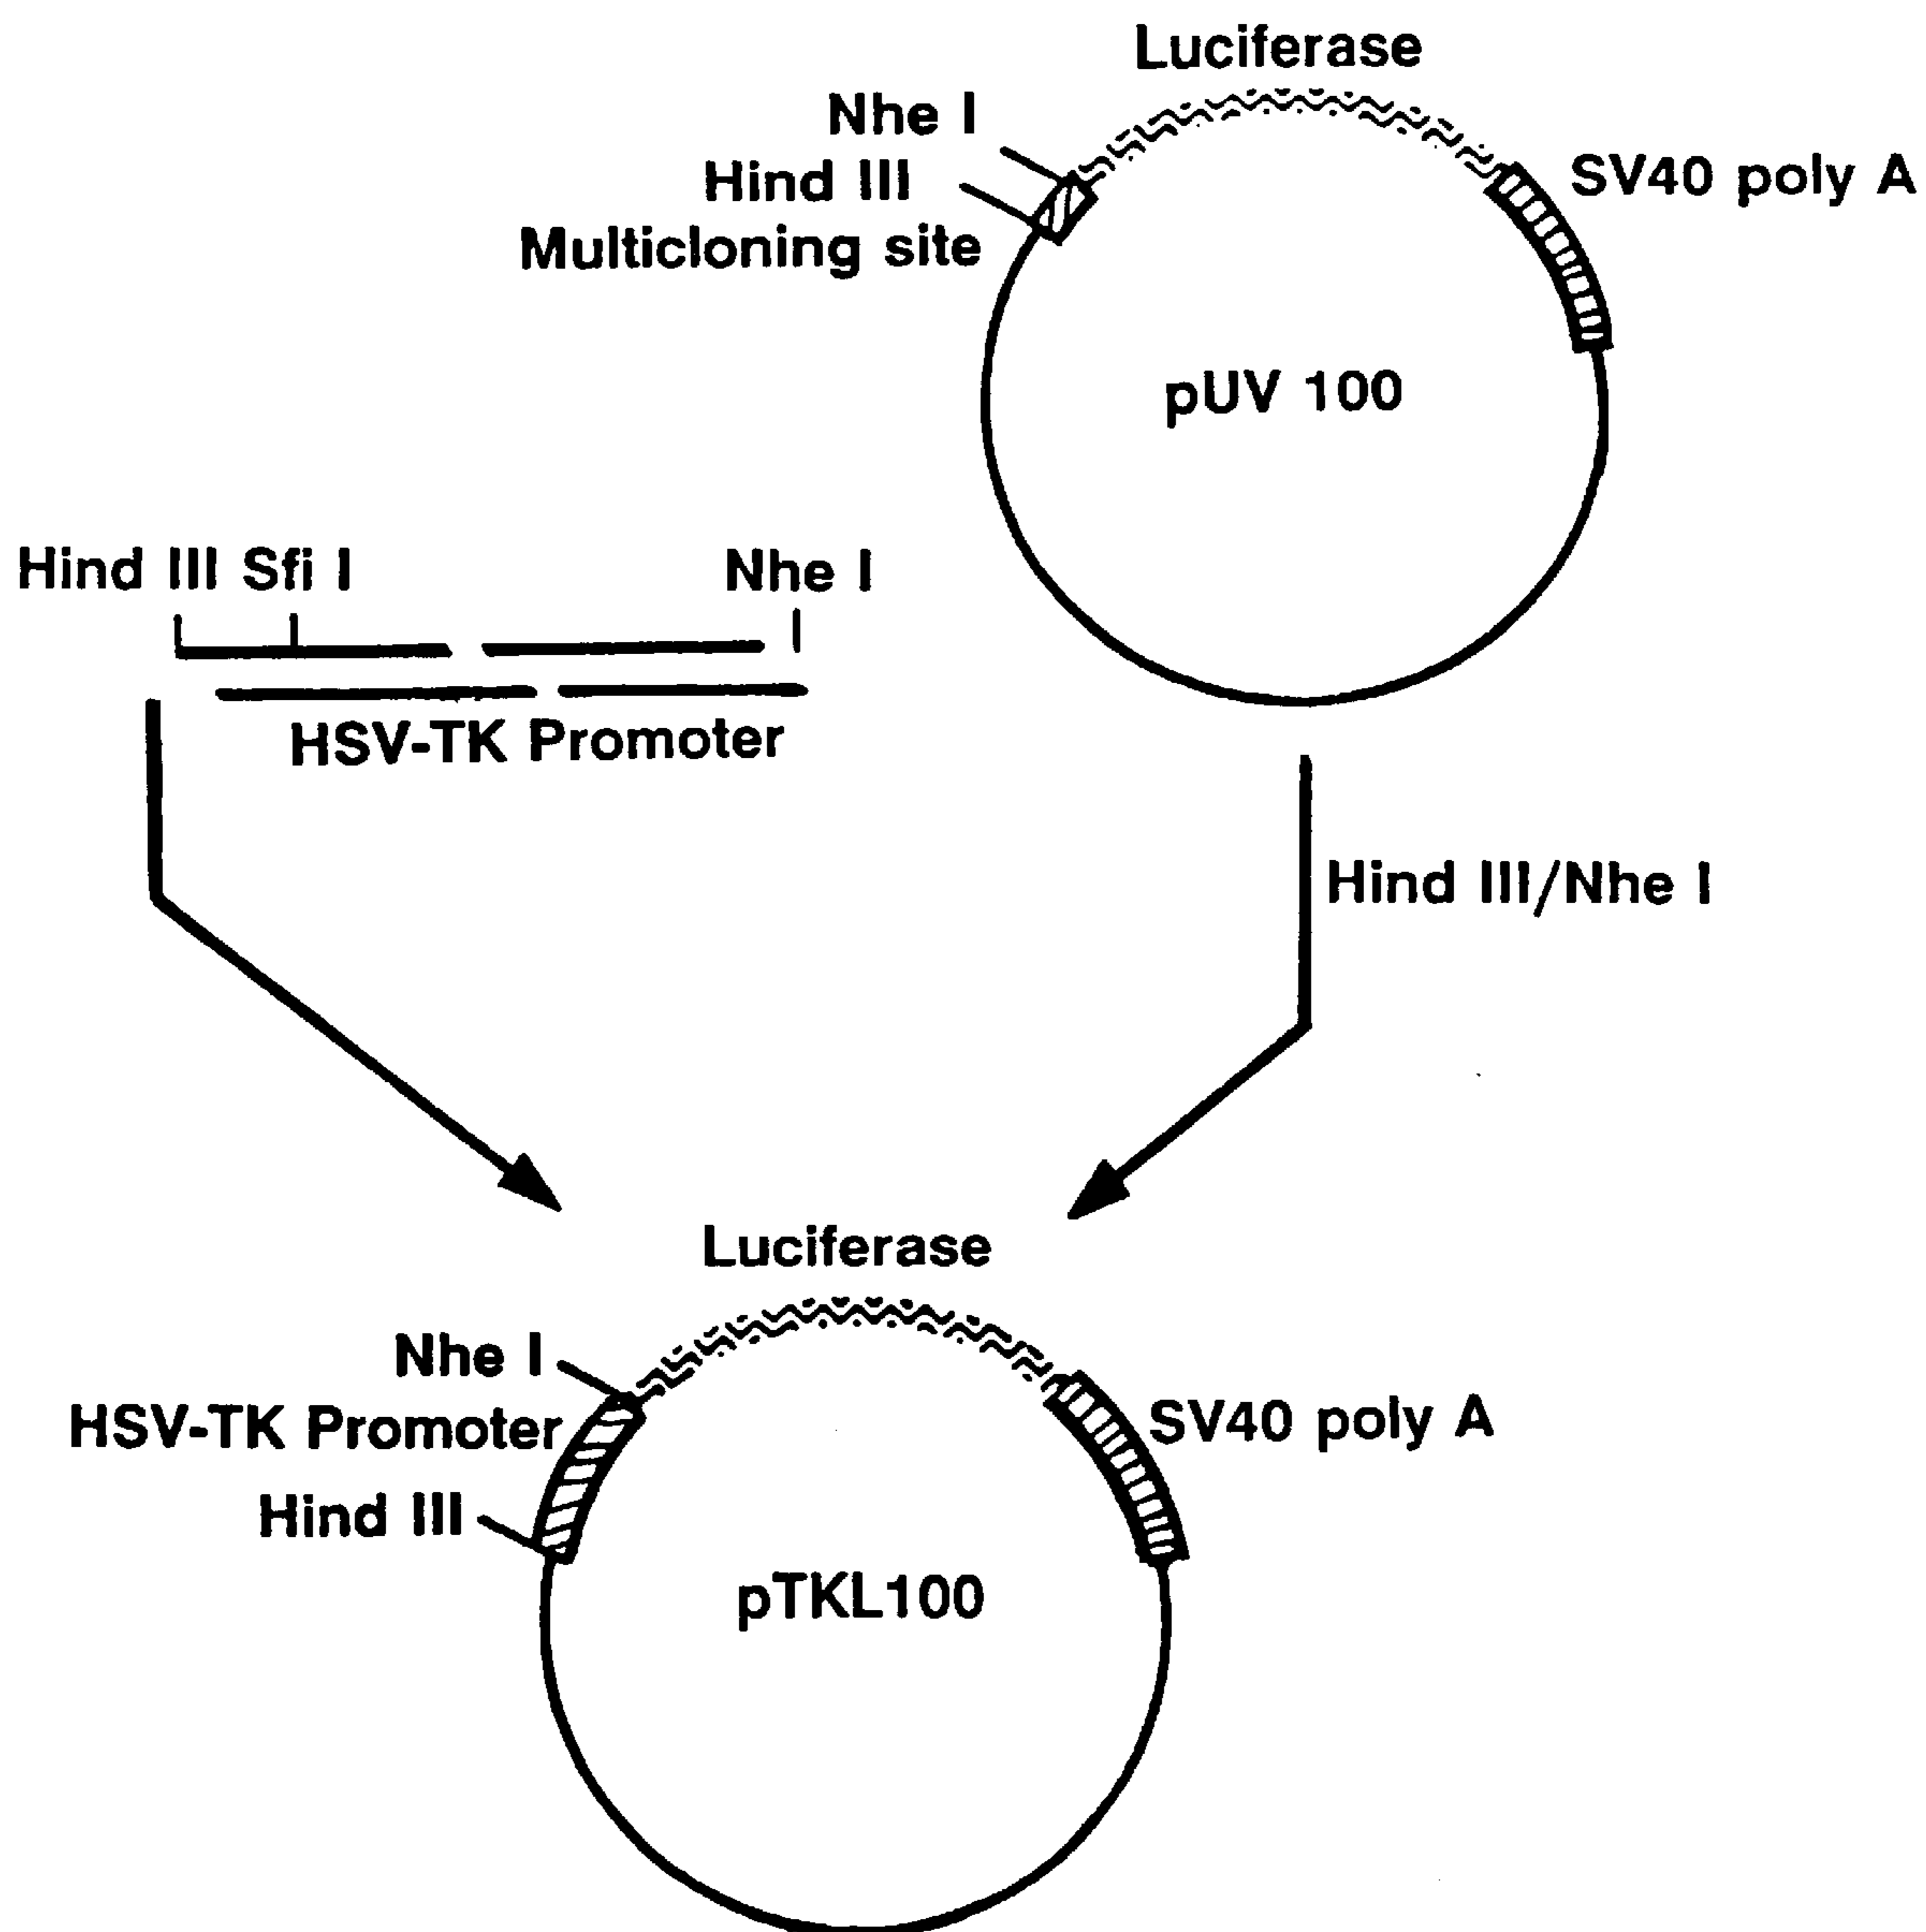 Luciferase
Nhe I
Hind III
Multicloning site
SV40 poly A
pUV 100
Hind III Sfi I
Nhe I
HSV-TK Promoter
Hind III/Nhe I
Luciferase
Nhe I
HSV-TK Promoter
Hind III
SV40 poly A
pTKL100